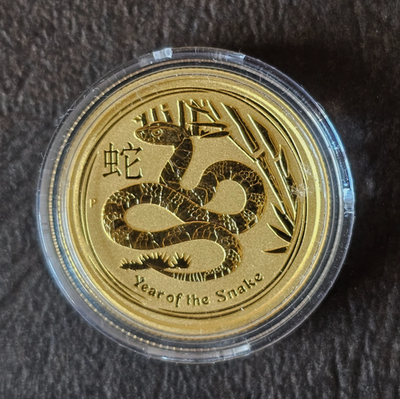 蛇
P
Year of the Snake